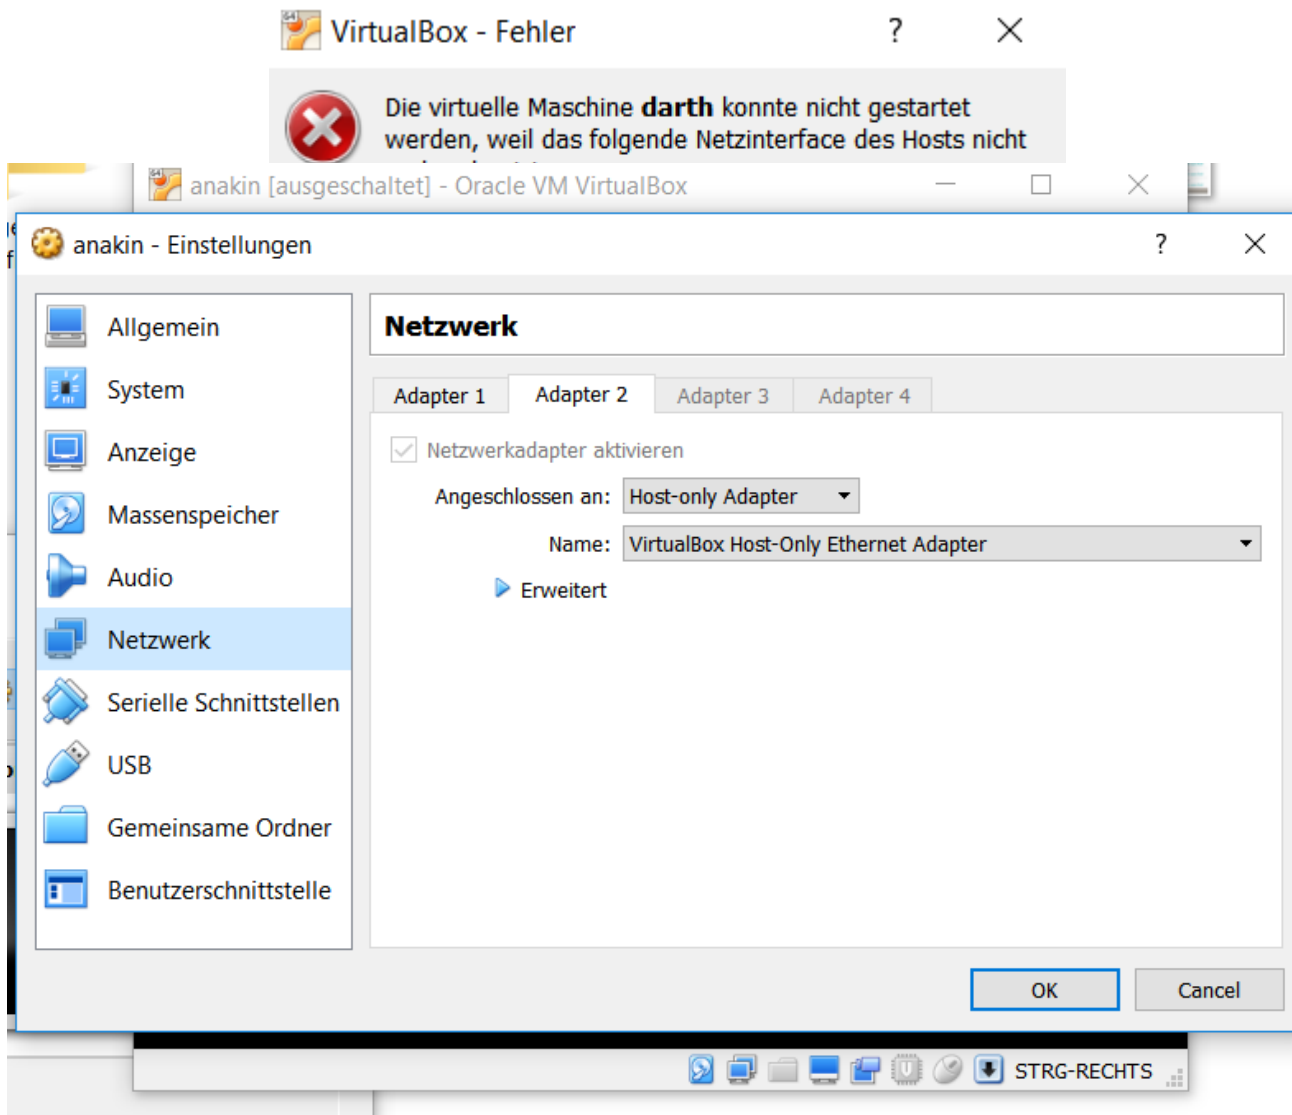 VirtualBox - Fehler
Die virtuelle Maschine darth konnte nicht gestartet
werden, weil das folgende Netzinterface des Hosts nicht
anakin [ausgeschaltet] - Oracle VM VirtualBox
anakin - Einstellungen
Allgemein
System
Anzeige
Massenspeicher
Audio
Netzwerk
Serielle Schnittstellen
USB
Gemeinsame Ordner
Benutzerschnittstelle
Netzwerk
Adapter 1 Adapter 2 Adapter 3 Adapter 4
Netzwerkadapter aktivieren
Angeschlossen an: Host-only Adapter
Name: VirtualBox Host-Only Ethernet Adapter
Erweitert
OK Cancel
STRG-RECHTS